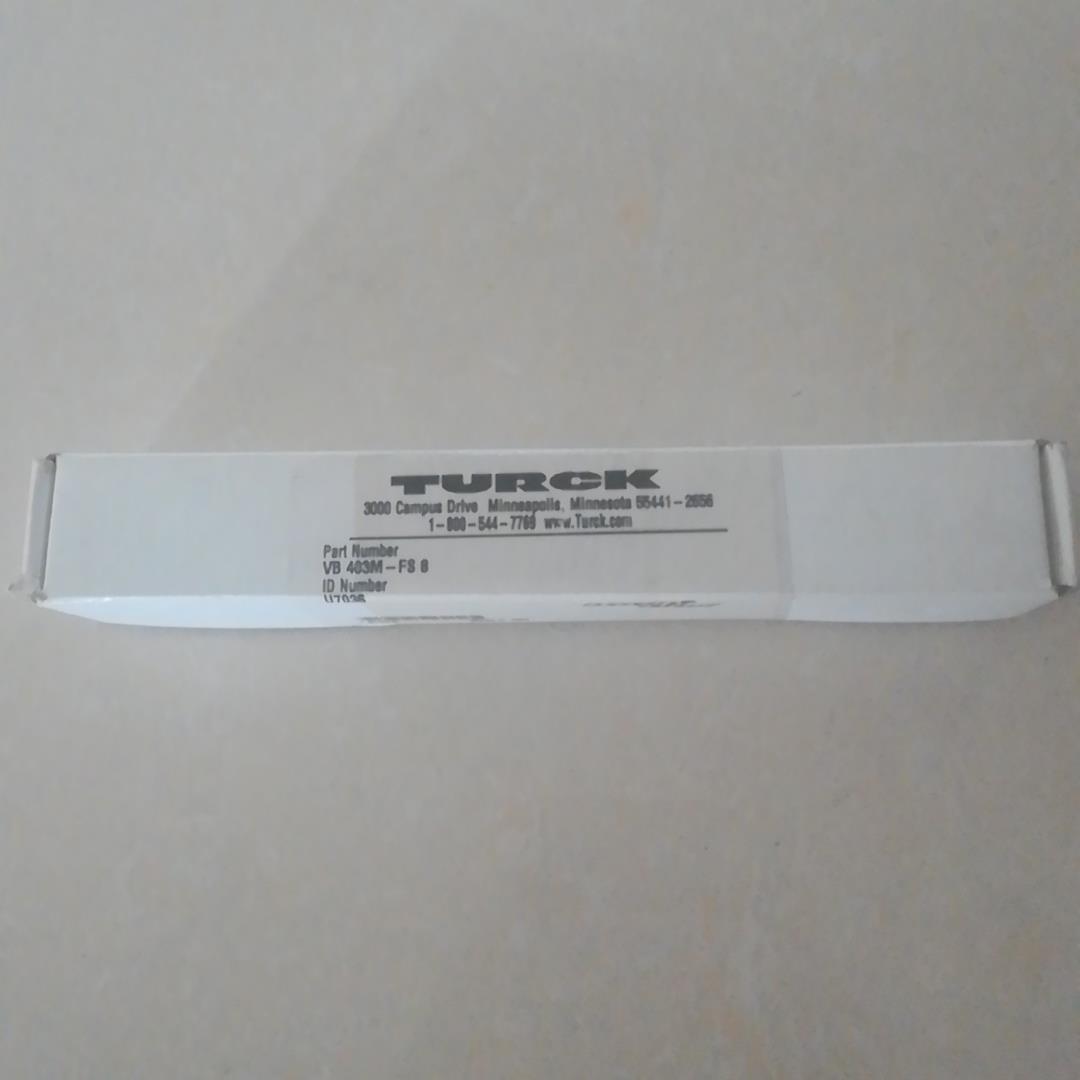 TURCK
3000 Campus Drive Minneapolis, Minnesota 55441-2656
1-800-544-7769 www.Turck.com
Part Number
VB 403M-FS 8
ID Number
U7036